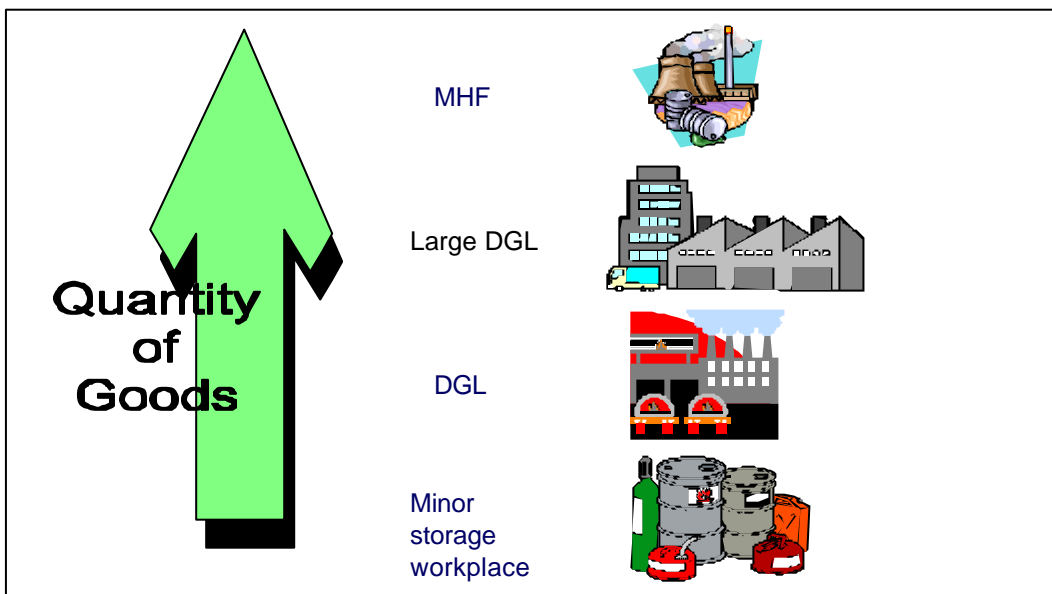 MHF
Large DGL
Quantity
of
Goods
DGL
Minor
storage
workplace